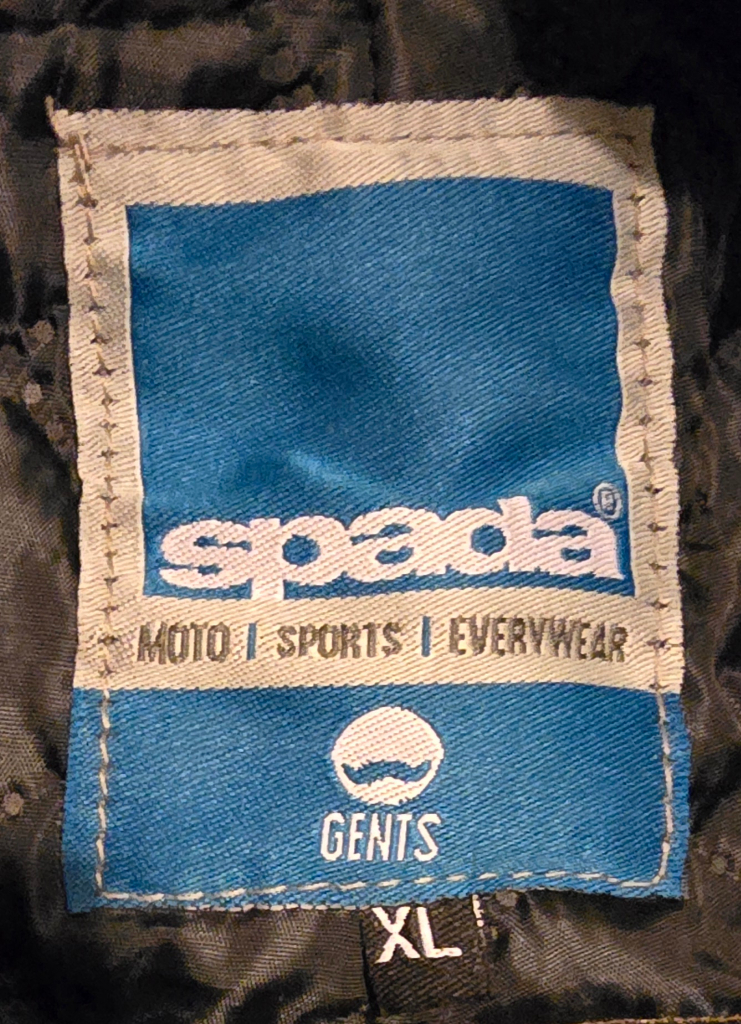 spada®
MOTO | SPORTS | EVERYWEAR
GENTS
XL